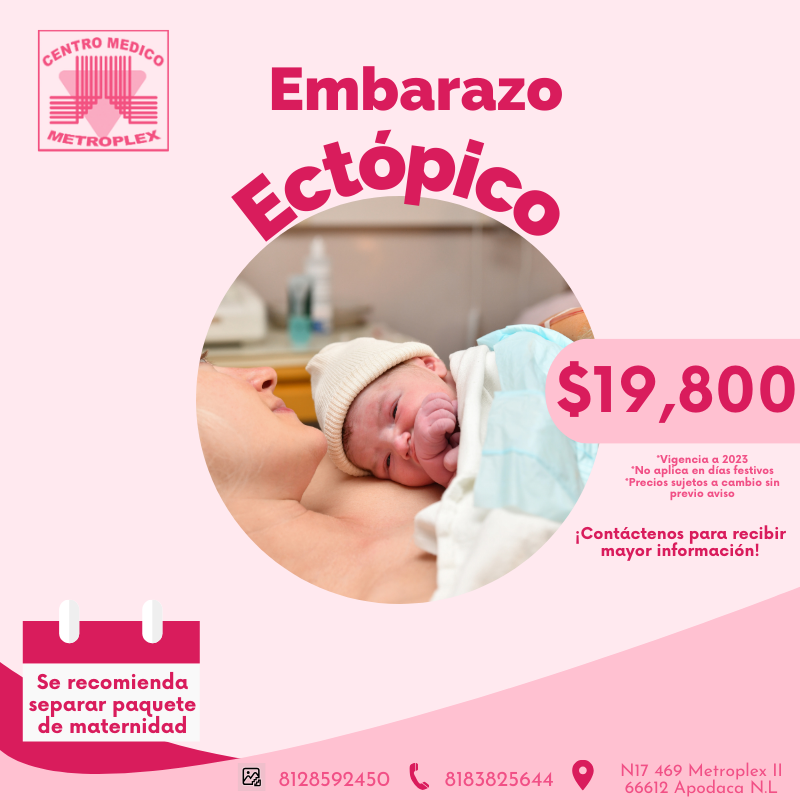 CENTRO MEDICO
METROPLEX
Embarazo
Ectópico
$19,800
*Vigencia a 2023
*No aplica en días festivos
*Precios sujetos a cambio sin
previo aviso
¡Contáctenos para recibir
mayor información!
Se recomienda
separar paquete
de maternidad
8128592450
8183825644
N17 469 Metroplex ll
66612 Apodaca N.L